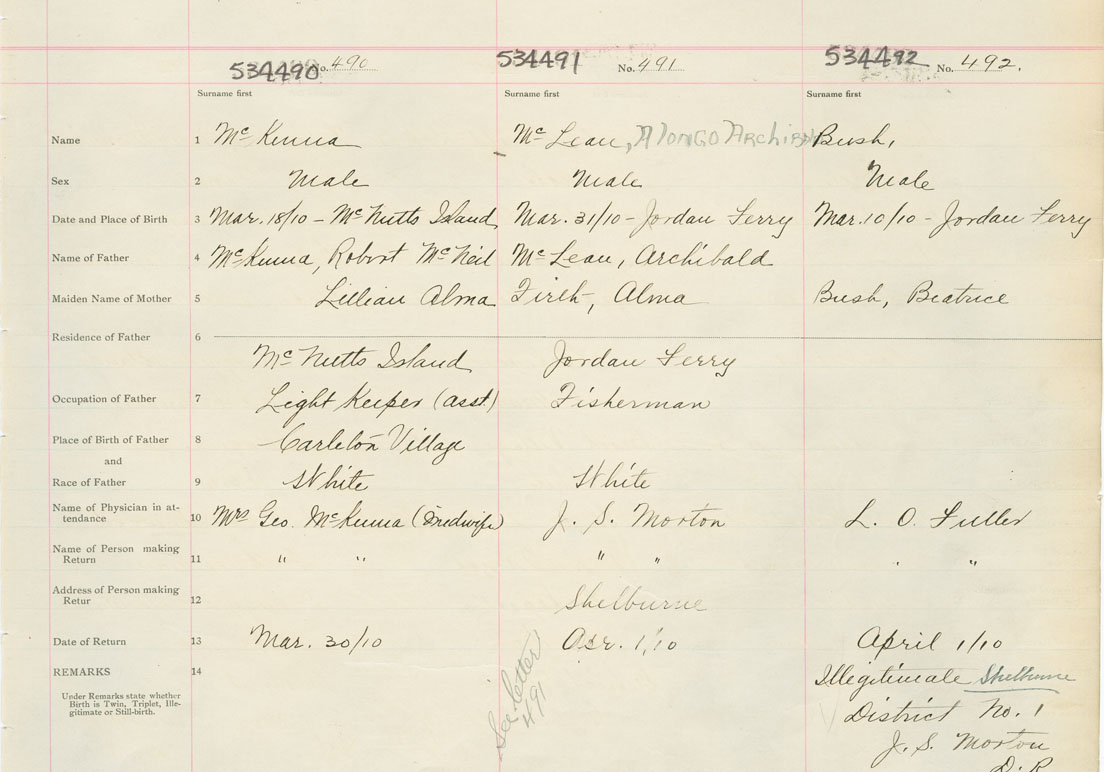 534490 No. 490 534491 No. 491 534492 No. 492.
Surname first Surname first Surname first
Name 1 McKenna McLean, Alongo Archibald Bush,
Sex 2 Male Male Male
Date and Place of Birth 3 Mar. 18/10 - McNutts Island Mar. 31/10 - Jordan Ferry Mar. 10/10 - Jordan Ferry
Name of Father 4 McKenna, Robert McNeil McLean, Archibald
Maiden Name of Mother 5 Lillian Alma Firth, Alma Bush, Beatrice
Residence of Father 6
McNutts Island Jordan Ferry
Occupation of Father 7 Light Keeper (asst.) Fisherman
Place of Birth of Father 8 Carleton Village
and
Race of Father 9 White White
Name of Physician in at-
tendance 10 Mrs Geo. McKenna (Midwife) J. S. Morton L. O. Fuller
Name of Person making
Return 11 " " " " " "
Address of Person making
Retur 12 Shelburne
Date of Return 13 Mar. 30/10 Apr. 1/10 April 1/10
REMARKS 14 Illegitimate Shelburne
Under Remarks state whether
Birth is Twin, Triplet, Ille-
gitimate or Still-birth.
See letter
491
District No. 1
J. S. Morton
D. R